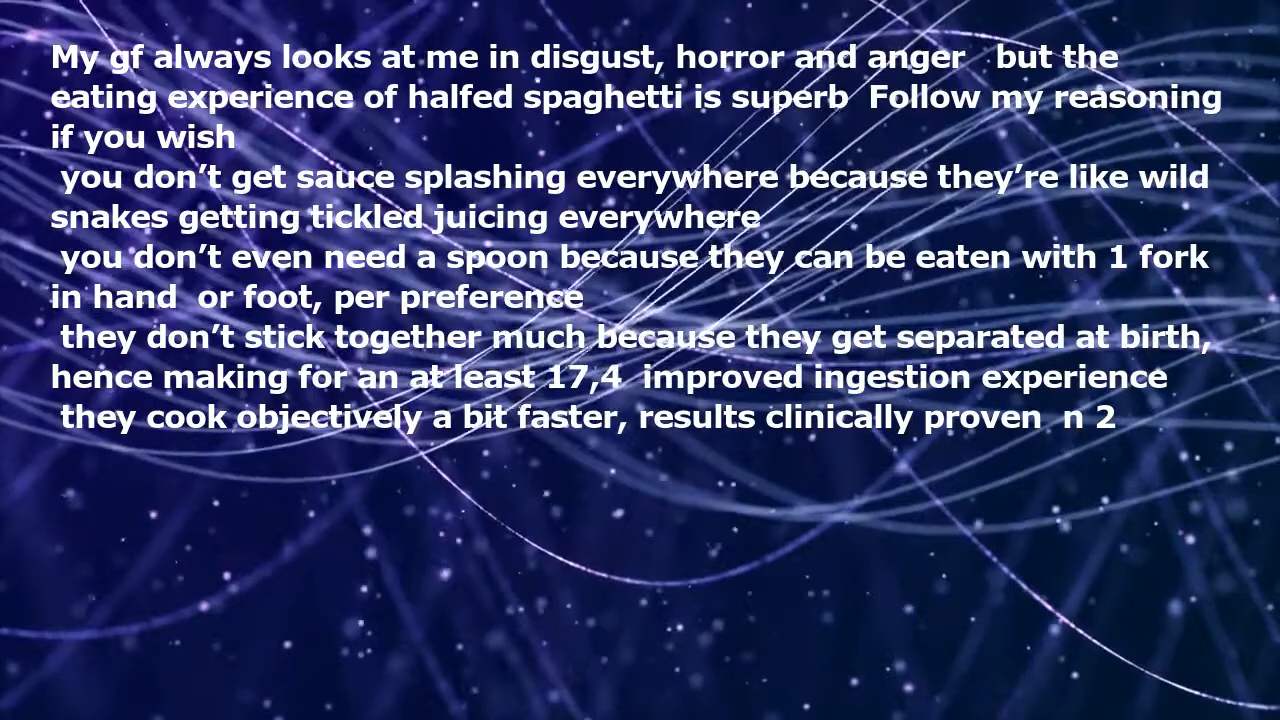 My gf always looks at me in disgust, horror and anger   but the
eating experience of halfed spaghetti is superb  Follow my reasoning
if you wish
you don’t get sauce splashing everywhere because they’re like wild
snakes getting tickled juicing everywhere
you don’t even need a spoon because they can be eaten with 1 fork
in hand  or foot, per preference
they don’t stick together much because they get separated at birth,
hence making for an at least 17,4  improved ingestion experience
they cook objectively a bit faster, results clinically proven  n 2